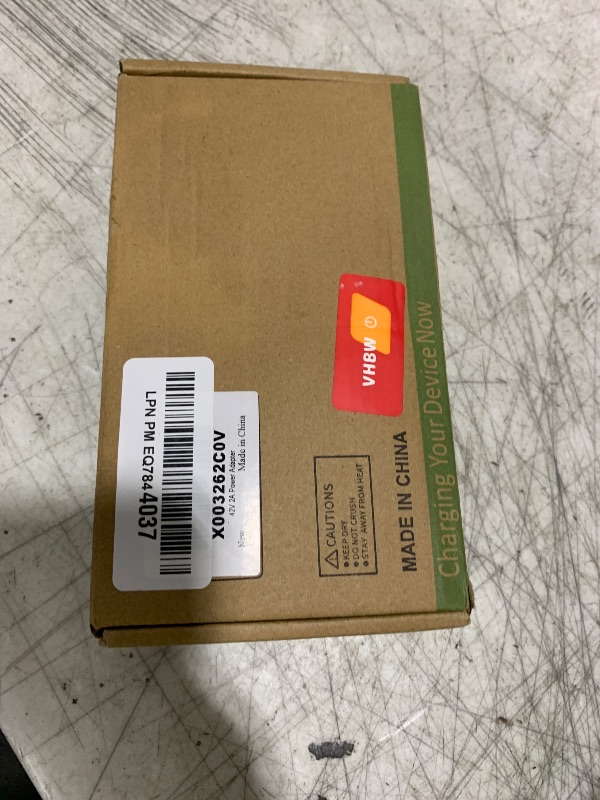 LPN PM EQ7844037
X003262C0V
42V 2A Power Adapter
New
Made in China
CAUTIONS
● KEEP DRY
● DO NOT CRUSH
● STAY AWAY FROM HEAT
VHBW
MADE IN CHINA
Charging Your Device Now